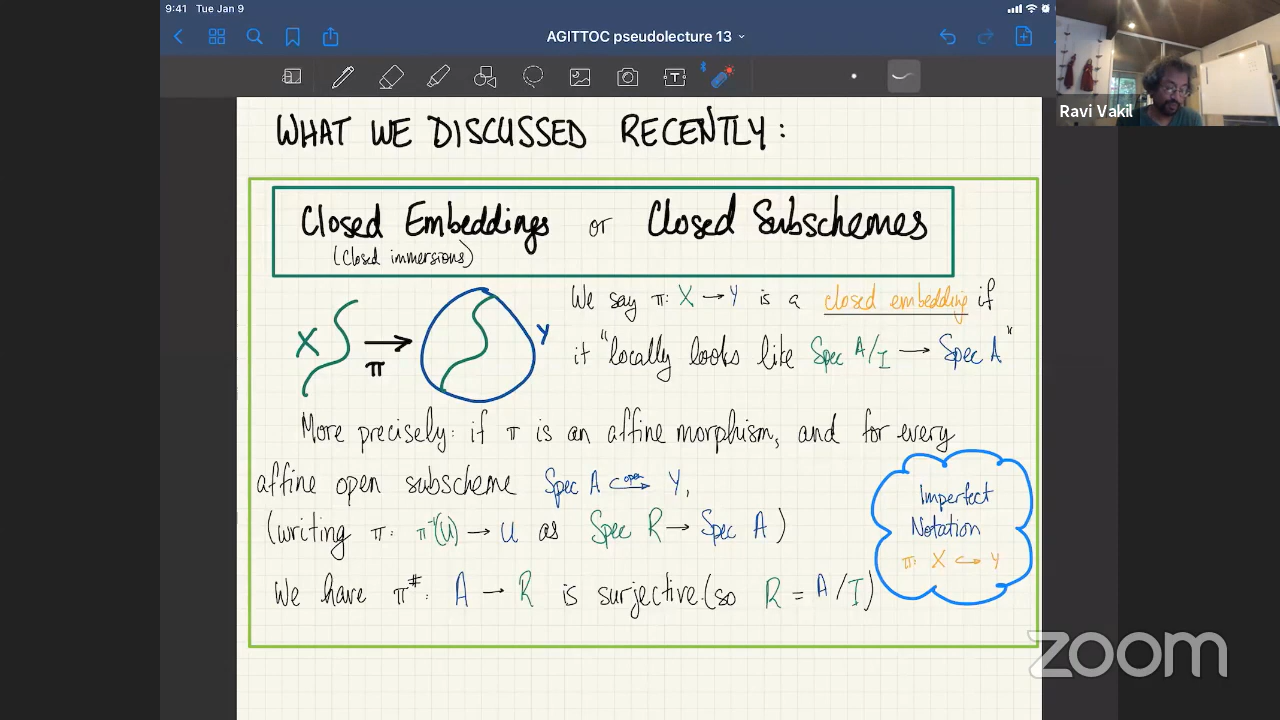 9:41 Tue Jan 9
AGITTOC pseudolecture 13
Ravi Vakil
WHAT WE DISCUSSED RECENTLY:
Closed Embeddings or Closed Subschemes
(closed immersions)
X π Y
We say π: X → Y is a closed embedding if
it "locally looks like Spec A/I → Spec A"
More precisely: if π is an affine morphism, and for every
affine open subscheme Spec A ↪ Y,
open
(writing π: π⁻¹(U) → U as Spec R → Spec A)
We have π#: A → R is surjective. (so R = A/I)
Imperfect
Notation
π: X ↪ Y
zoom